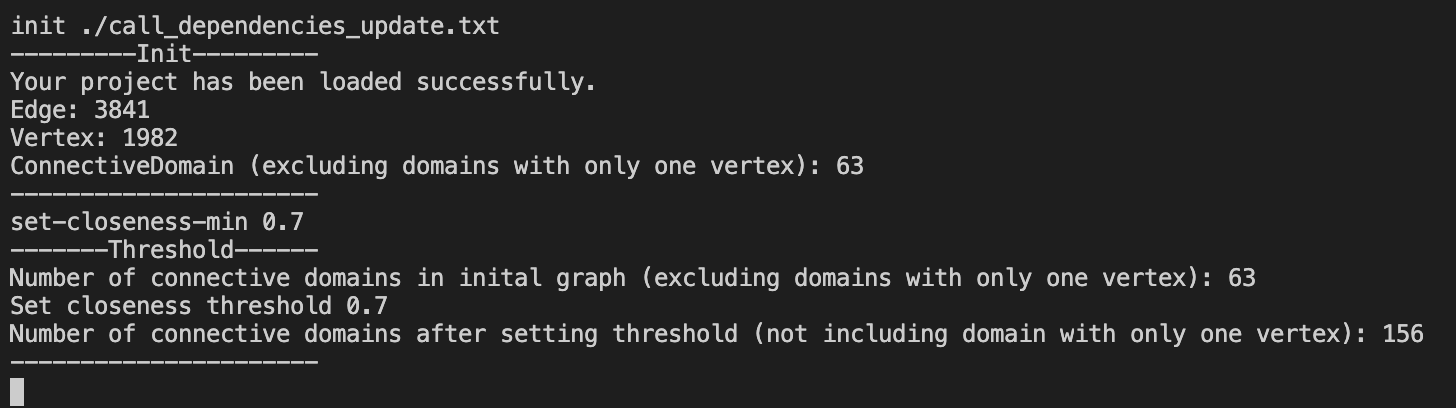 init ./call_dependencies_update.txt
---------Init---------
Your project has been loaded successfully.
Edge: 3841
Vertex: 1982
ConnectiveDomain (excluding domains with only one vertex): 63
----------------------
set-closeness-min 0.7
-------Threshold------
Number of connective domains in inital graph (excluding domains with only one vertex): 63
Set closeness threshold 0.7
Number of connective domains after setting threshold (not including domain with only one vertex): 156
----------------------